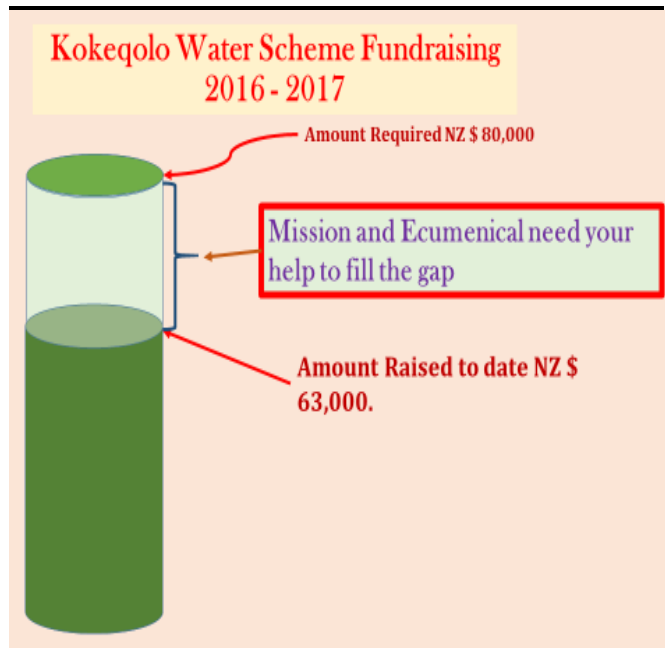 Kokeqolo Water Scheme Fundraising
2016 - 2017
Amount Required NZ $ 80,000
Mission and Ecumenical need your
help to fill the gap
Amount Raised to date NZ $
63,000.